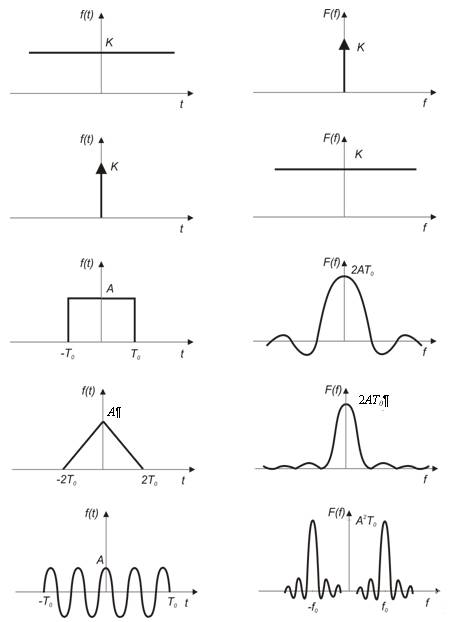 f(t)
K
t
F(f)
K
f
f(t)
K
t
F(f)
K
f
f(t)
A
-T₀
T₀
t
F(f)
2AT₀
f
f(t)
A¶
-2T₀
2T₀
t
F(f)
2AT₀¶
f
f(t)
A
-T₀
T₀
t
F(f)
A²T₀
-f₀
f₀
f